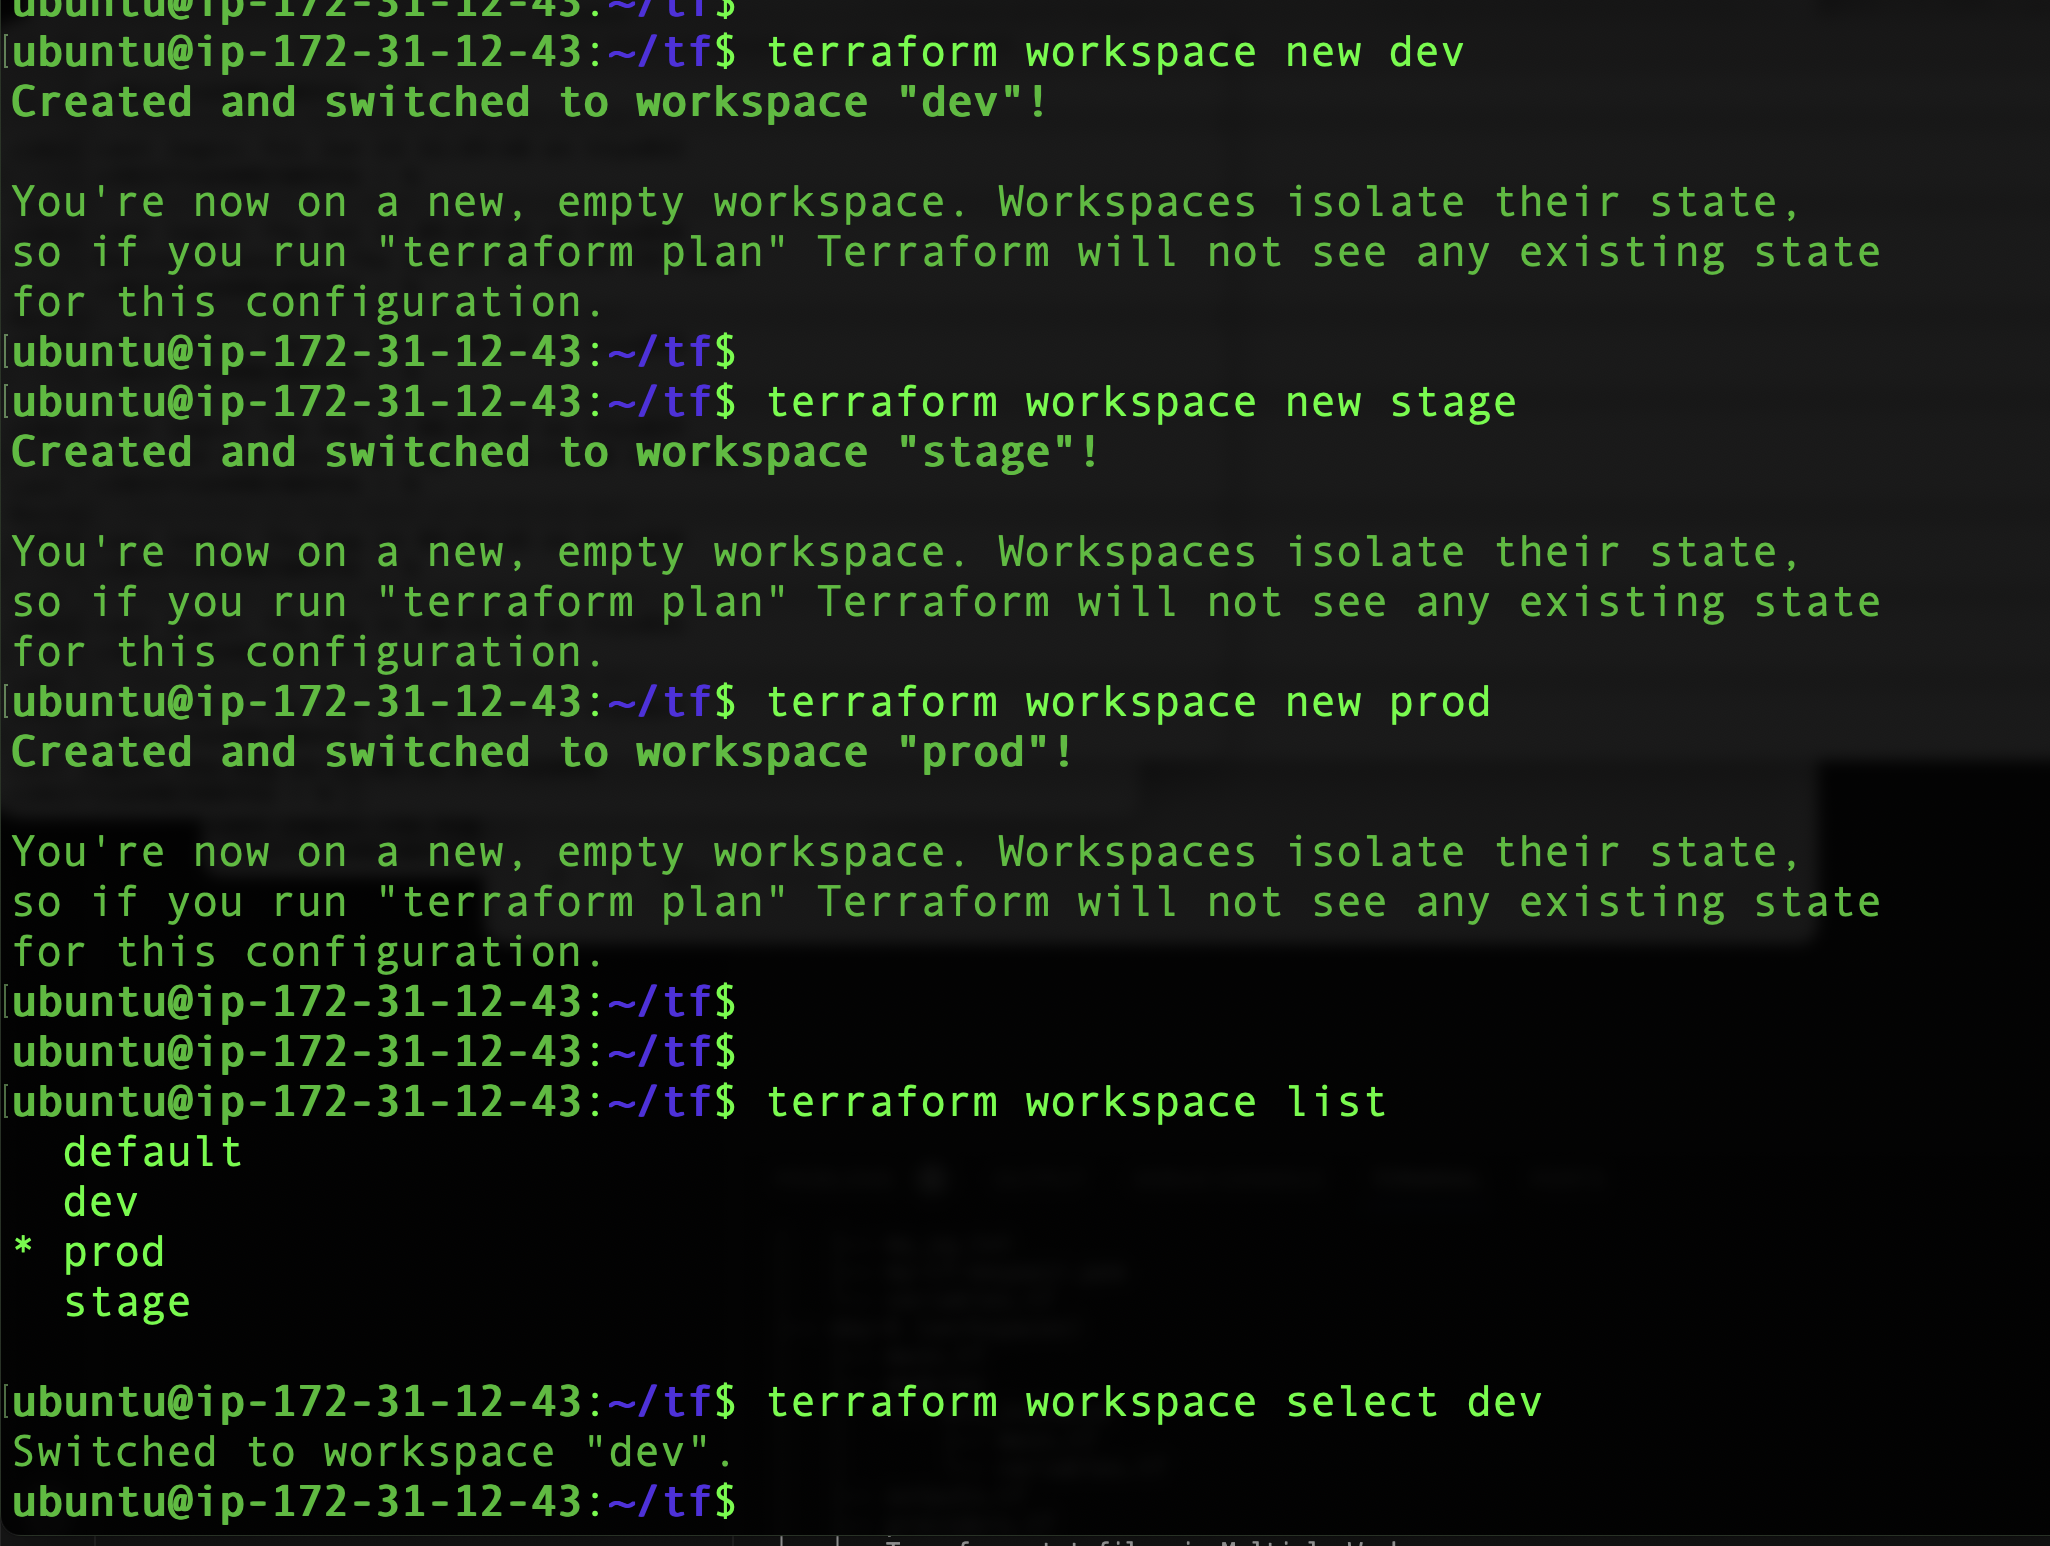 ubuntu@ip-172-31-12-43:~/tf$
[ubuntu@ip-172-31-12-43:~/tf$ terraform workspace new dev
Created and switched to workspace "dev"!
You're now on a new, empty workspace. Workspaces isolate their state,
so if you run "terraform plan" Terraform will not see any existing state
for this configuration.
[ubuntu@ip-172-31-12-43:~/tf$
[ubuntu@ip-172-31-12-43:~/tf$ terraform workspace new stage
Created and switched to workspace "stage"!
You're now on a new, empty workspace. Workspaces isolate their state,
so if you run "terraform plan" Terraform will not see any existing state
for this configuration.
[ubuntu@ip-172-31-12-43:~/tf$ terraform workspace new prod
Created and switched to workspace "prod"!
You're now on a new, empty workspace. Workspaces isolate their state,
so if you run "terraform plan" Terraform will not see any existing state
for this configuration.
[ubuntu@ip-172-31-12-43:~/tf$
ubuntu@ip-172-31-12-43:~/tf$
[ubuntu@ip-172-31-12-43:~/tf$ terraform workspace list
  default
  dev
* prod
  stage
[ubuntu@ip-172-31-12-43:~/tf$ terraform workspace select dev
Switched to workspace "dev".
ubuntu@ip-172-31-12-43:~/tf$